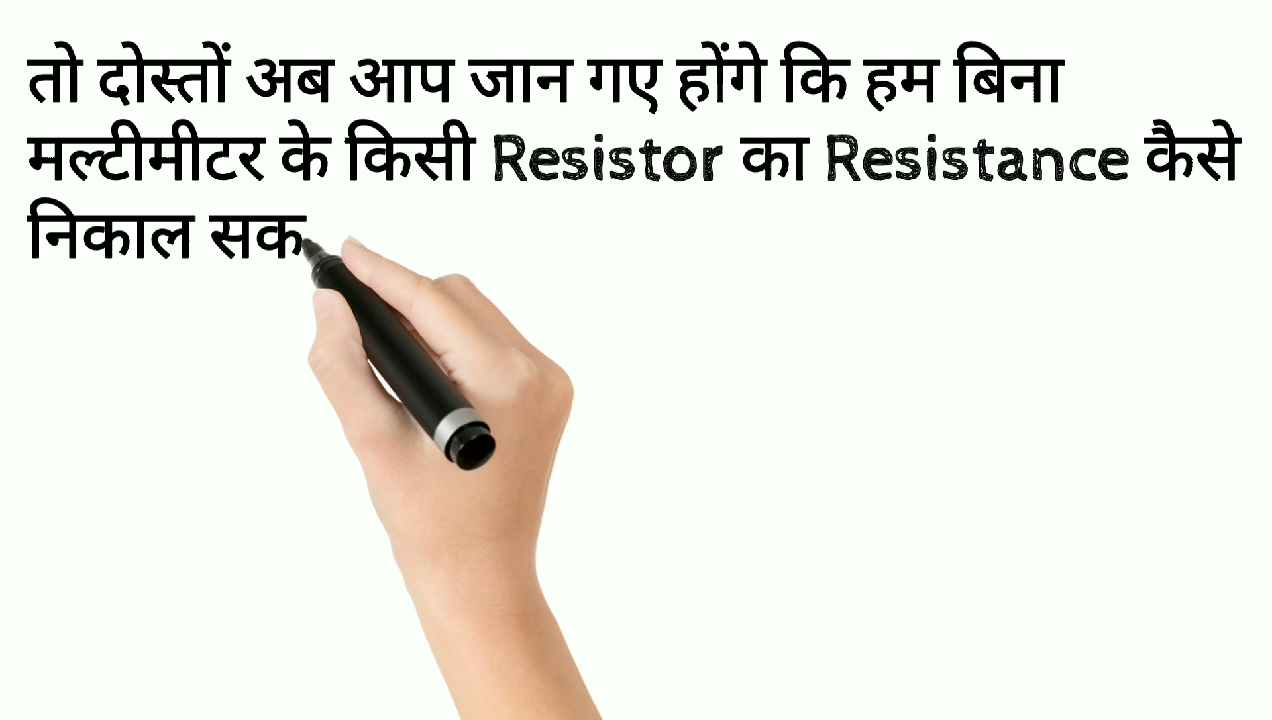 तो दोस्तों अब आप जान गए होंगे कि हम बिना
मल्टीमीटर के किसी Resistor का Resistance कैसे
निकाल सक